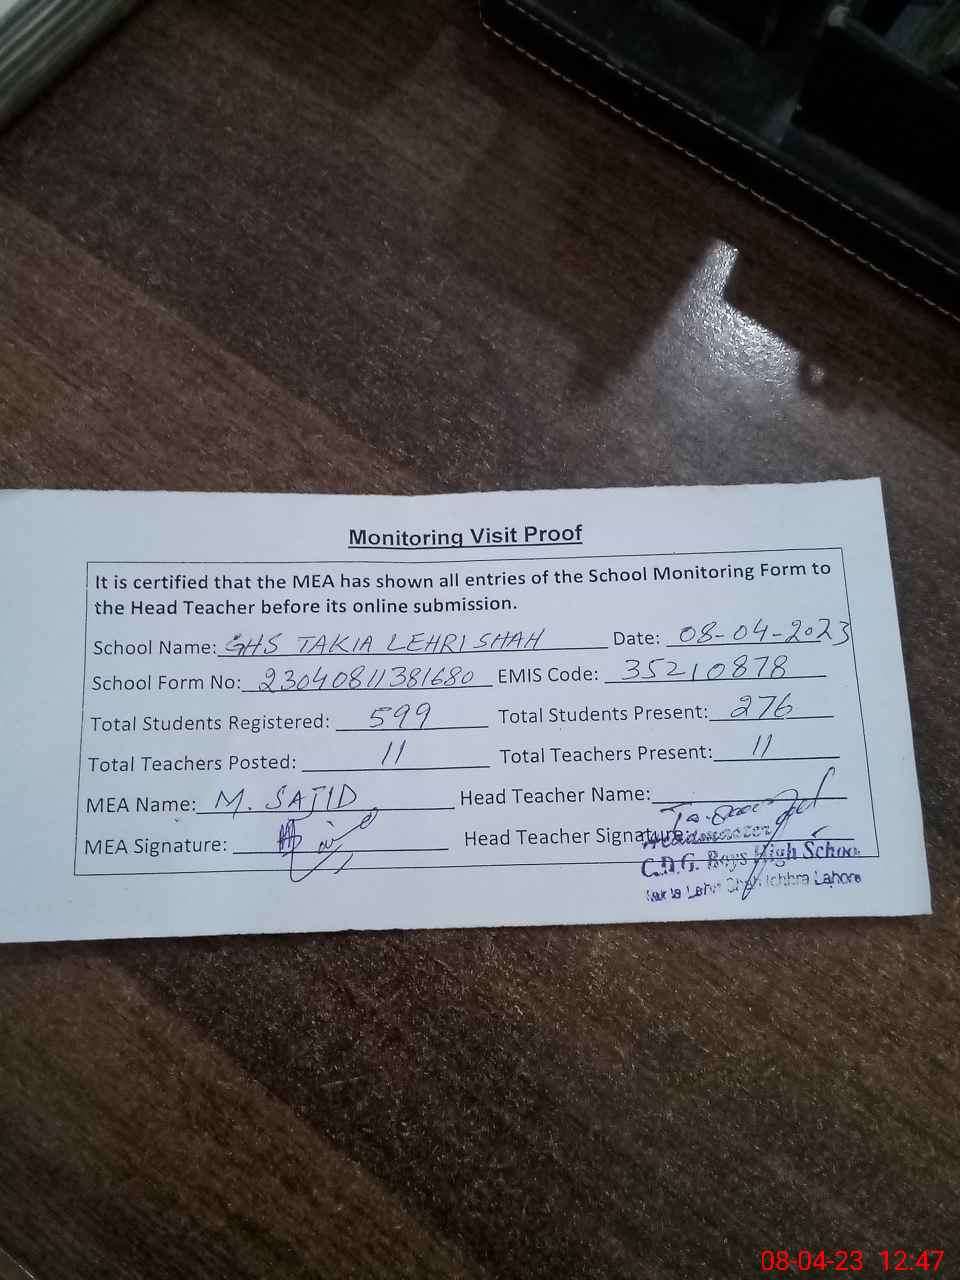 Monitoring Visit Proof
It is certified that the MEA has shown all entries of the School Monitoring Form to
the Head Teacher before its online submission.
School Name: GHS TAKIA LEHRI SHAH Date: 08-04-2023
School Form No: 23040811381680 EMIS Code: 35210878
Total Students Registered: 599 Total Students Present: 276
Total Teachers Posted: 11 Total Teachers Present: 11
MEA Name: M. SAJID Head Teacher Name:
MEA Signature: Head Teacher Signature:
C.D.G. Boys High School
Lehri Shah Ichhra Lahore
08-04-23 12:47